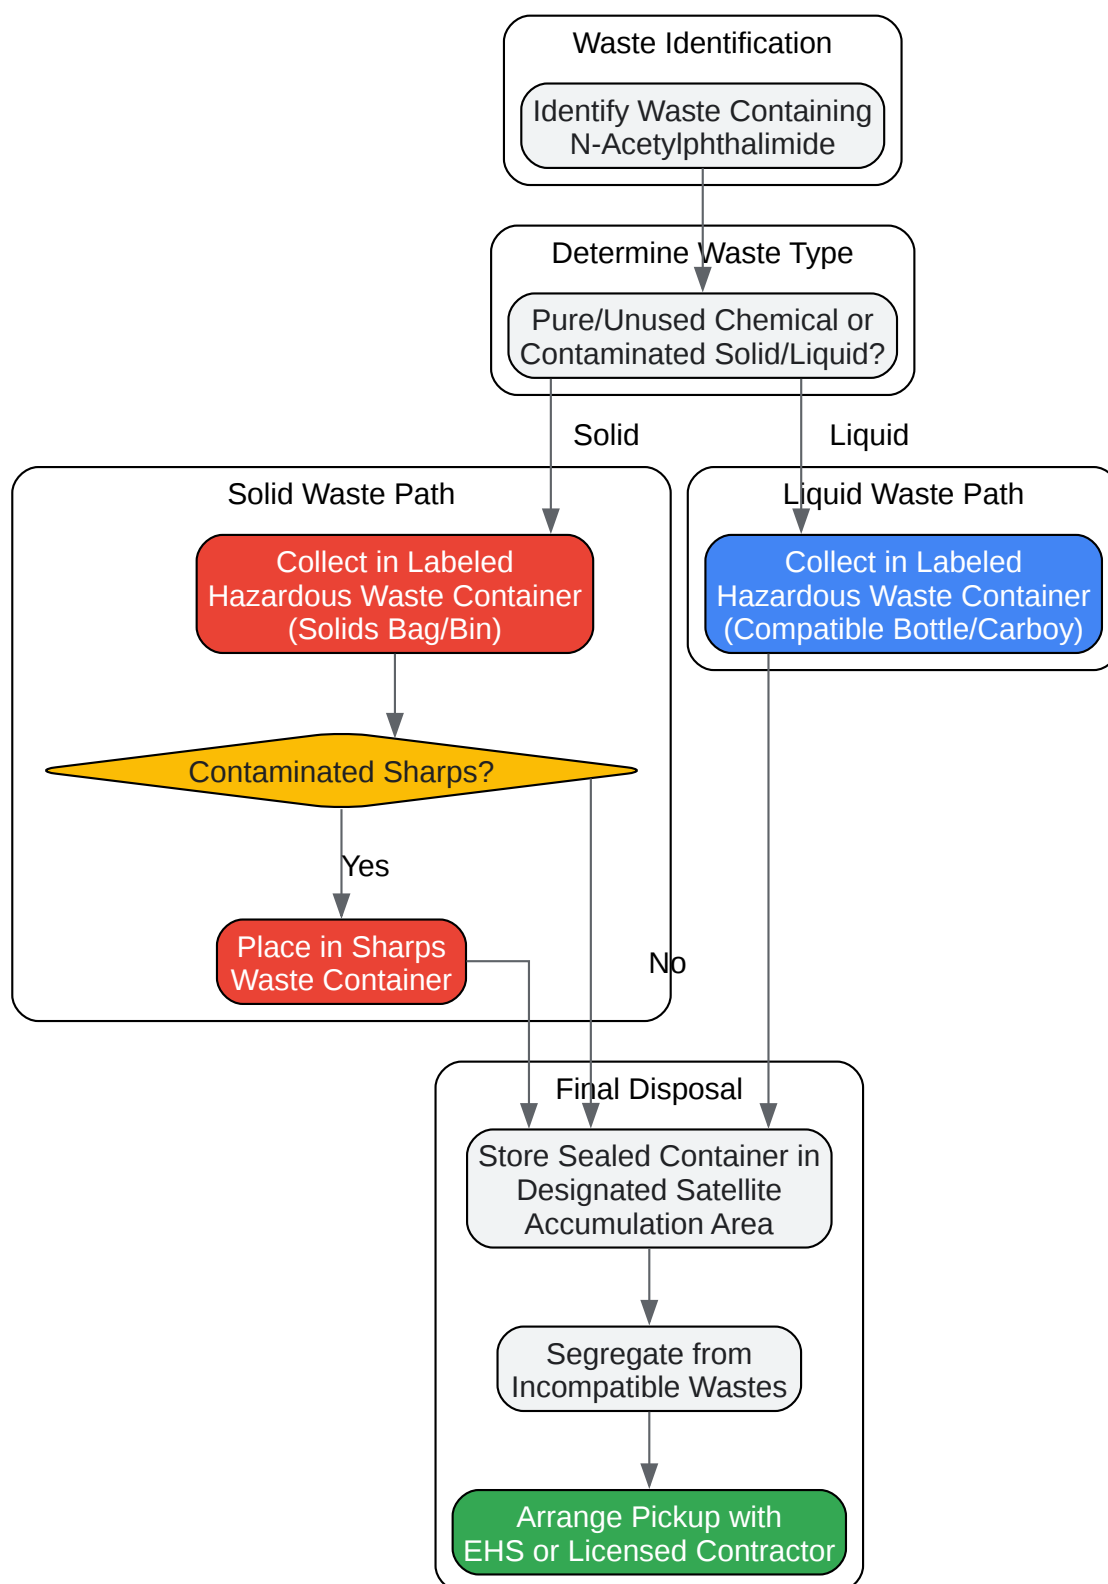 Waste Identification
Identify Waste Containing
N-Acetylphthalimide
Determine Waste Type
Pure/Unused Chemical or
Contaminated Solid/Liquid?
Solid
Liquid
Solid Waste Path
Liquid Waste Path
Collect in Labeled
Hazardous Waste Container
(Solids Bag/Bin)
Collect in Labeled
Hazardous Waste Container
(Compatible Bottle/Carboy)
Contaminated Sharps?
Yes
Place in Sharps
Waste Container
No
Final Disposal
Store Sealed Container in
Designated Satellite
Accumulation Area
Segregate from
Incompatible Wastes
Arrange Pickup with
EHS or Licensed Contractor